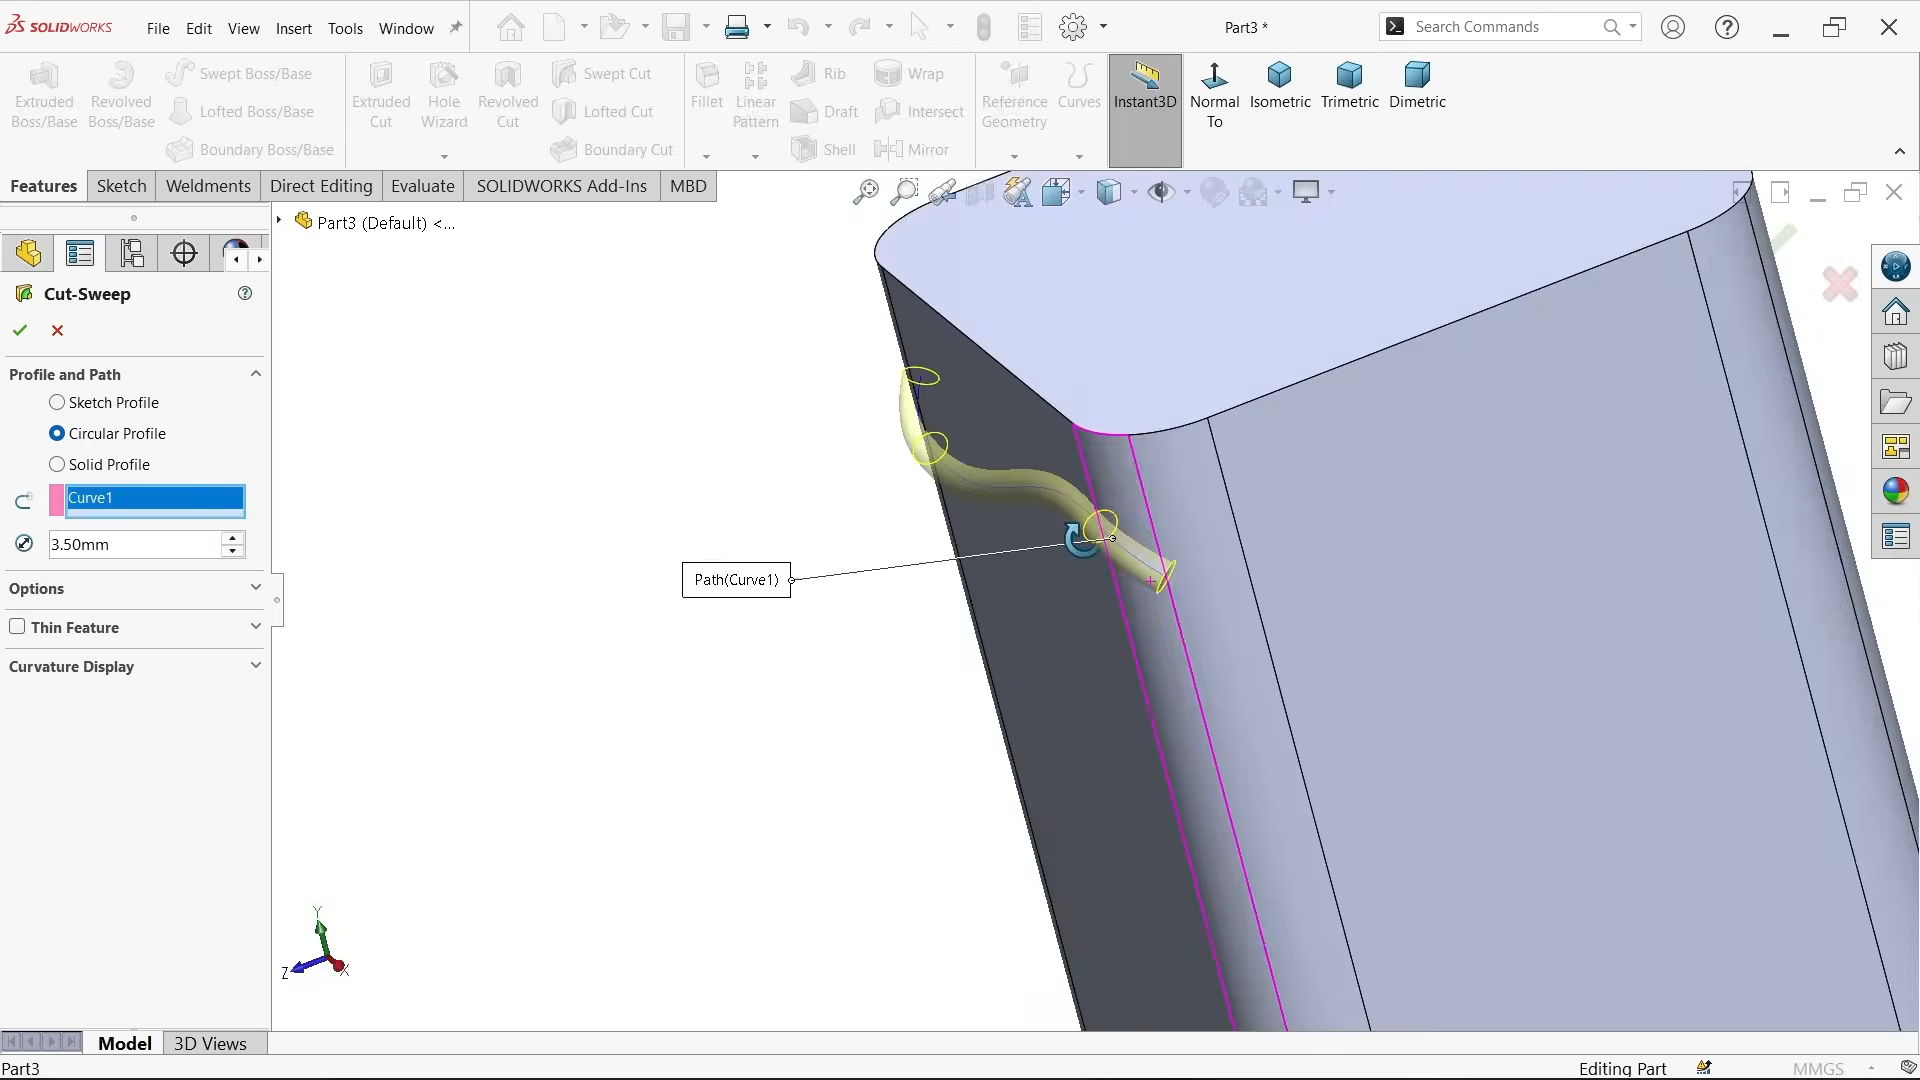 SOLIDWORKS File Edit View Insert Tools Window Part3 * Search Commands
Extruded Boss/Base
Revolved Boss/Base
Swept Boss/Base
Lofted Boss/Base
Boundary Boss/Base
Extruded Cut
Hole Wizard
Revolved Cut
Swept Cut
Lofted Cut
Boundary Cut
Fillet
Linear Pattern
Rib
Draft
Shell
Wrap
Intersect
Mirror
Reference Geometry
Curves
Instant3D
Normal To
Isometric
Trimetric
Dimetric
Features Sketch Weldments Direct Editing Evaluate SOLIDWORKS Add-Ins MBD
Part3 (Default) <...
Cut-Sweep
Profile and Path
Sketch Profile
Circular Profile
Solid Profile
Curve1
3.50mm
Options
Thin Feature
Curvature Display
Path(Curve1)
Y
Z
X
Model 3D Views
Part3 Editing Part MMGS